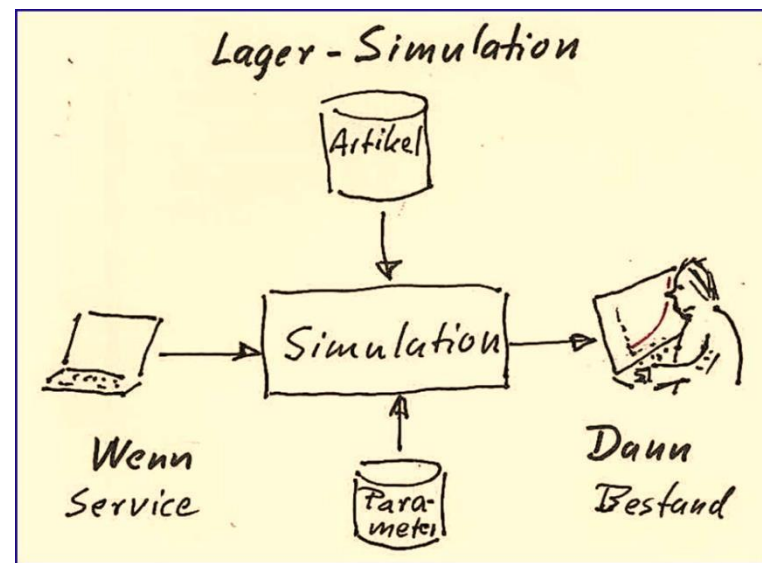 Lager - Simulation
Artikel
Simulation
Wenn
Service
Para-
meter
Dann
Bestand